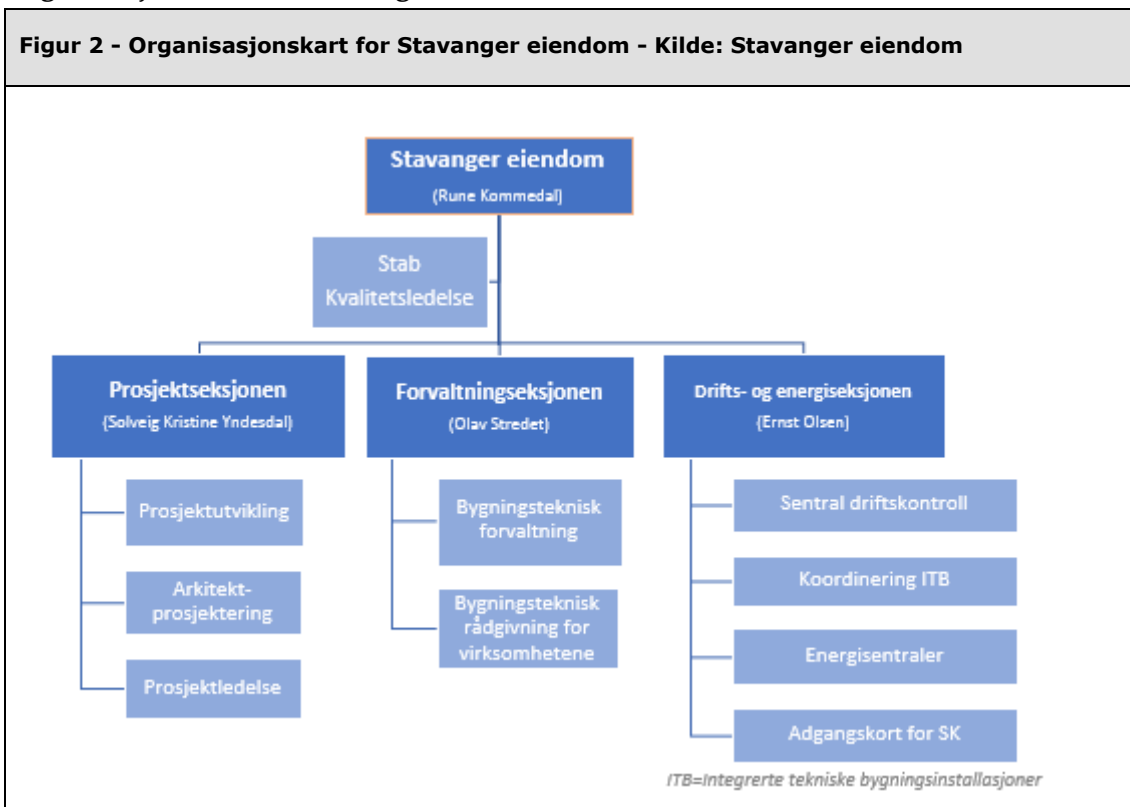 Figur 2 - Organisasjonskart for Stavanger eiendom - Kilde: Stavanger eiendom
Stavanger eiendom
(Rune Kommedal]
Stab
Kvalitetsledelse
Prosjektseksjonen
{Solveig Kristine Yndesdal)
Prosjektutvikling
Arkitekt-
prosjektering
Prosjektledelse
Forvaltningseksjonen
(Olav Stredet)
Bygningsteknisk
forvaltning
Bygningsteknisk
rådgivning for
virksomhetene
Drifts- og energiseksjonen
{Ernst Olsen]
Sentral driftskontroll
Koordinering ITB
Energisentraler
Adgangskort for SK
ITB=Integrerte tekniske bygningsinstallasjoner